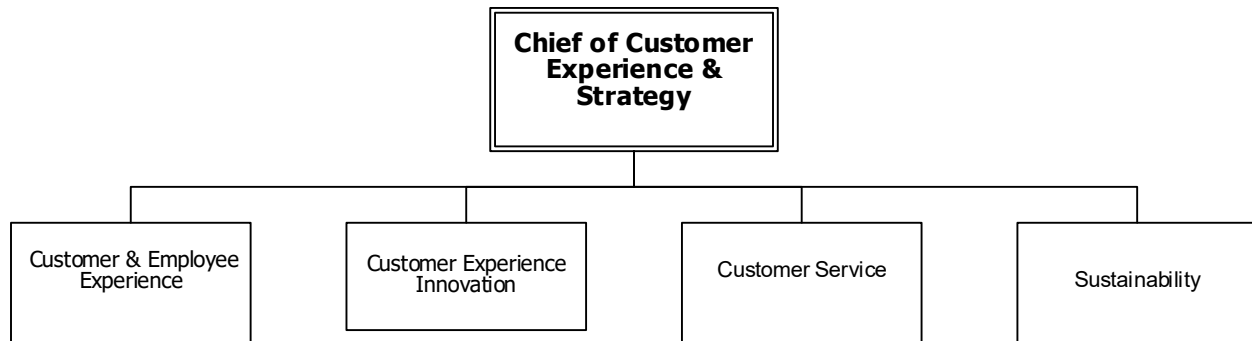 Chief of Customer
Experience &
Strategy
Customer & Employee
Experience
Customer Experience
Innovation
Customer Service
Sustainability